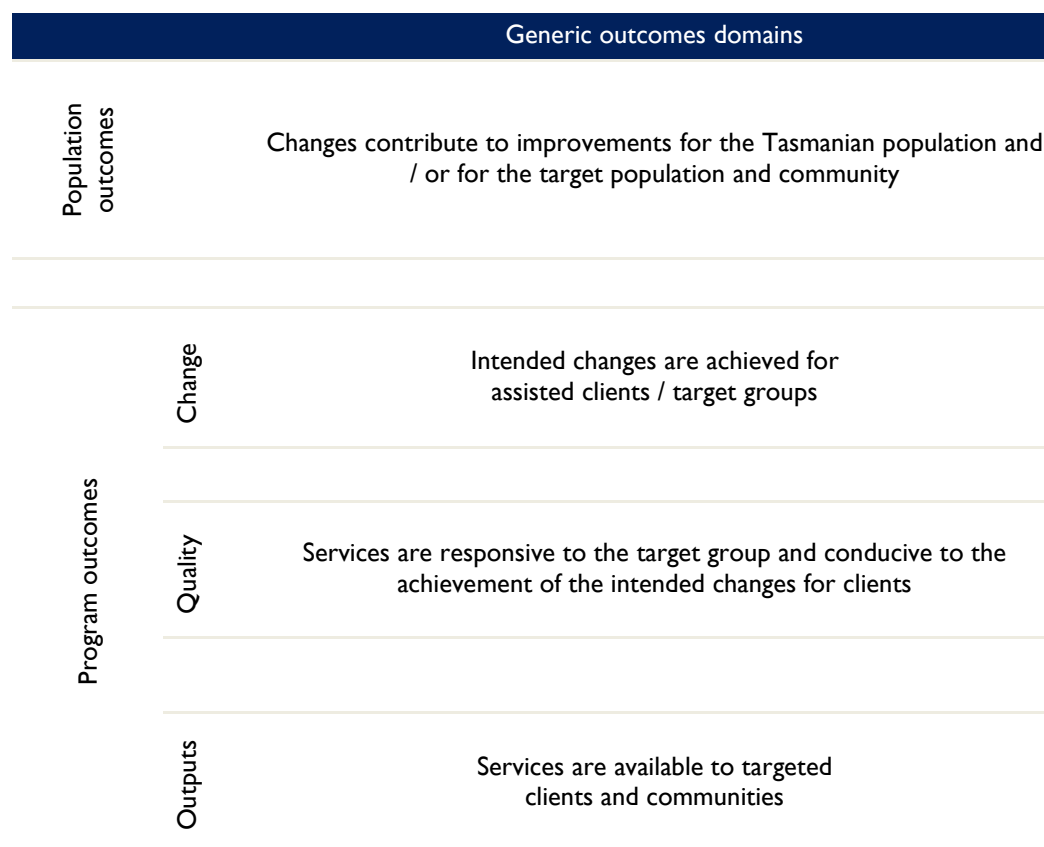 Generic outcomes domains
Population
outcomes
Changes contribute to improvements for the Tasmanian population and
/ or for the target population and community
Program outcomes
Change
Intended changes are achieved for
assisted clients / target groups
Quality
Services are responsive to the target group and conducive to the
achievement of the intended changes for clients
Outputs
Services are available to targeted
clients and communities